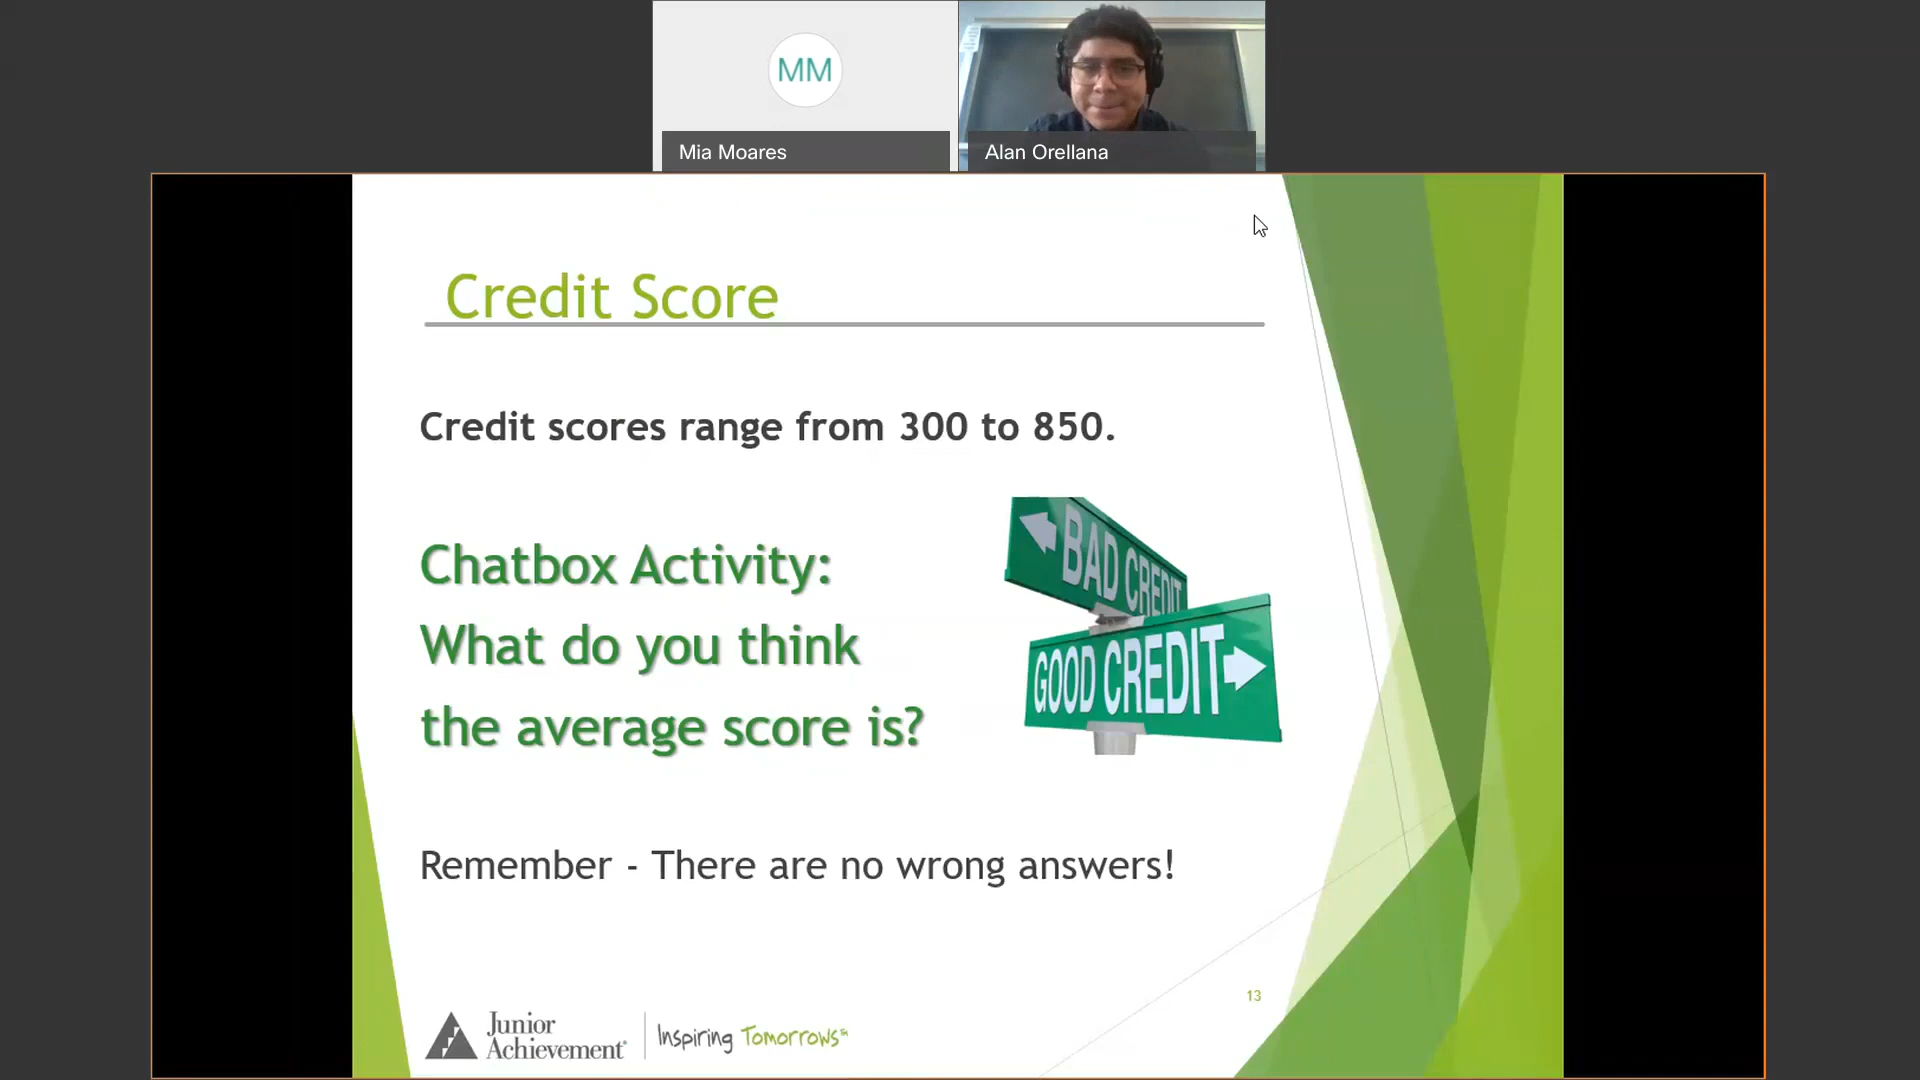 MM
Mia Moares
Alan Orellana
Credit Score
Credit scores range from 300 to 850.
Chatbox Activity:
What do you think
the average score is?
BAD CREDIT
GOOD CREDIT
Remember - There are no wrong answers!
13
Junior
Achievement®
Inspiring Tomorrows℠